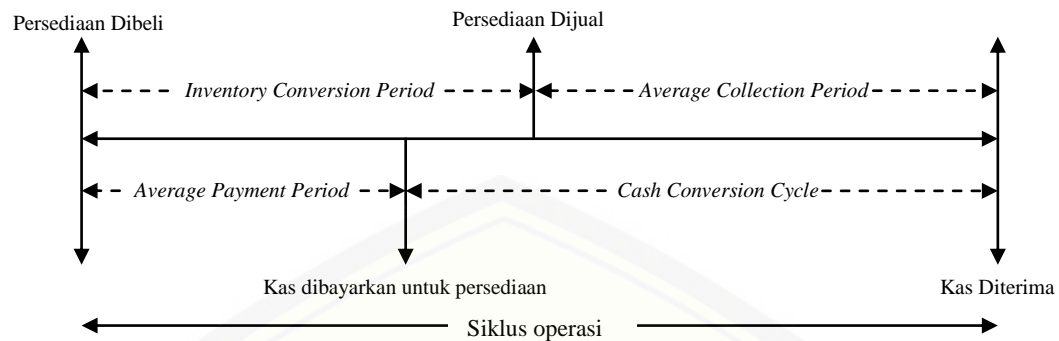 Persediaan Dibeli
Persediaan Dijual
Inventory Conversion Period
Average Collection Period
Average Payment Period
Cash Conversion Cycle
Kas dibayarkan untuk persediaan
Kas Diterima
Siklus operasi